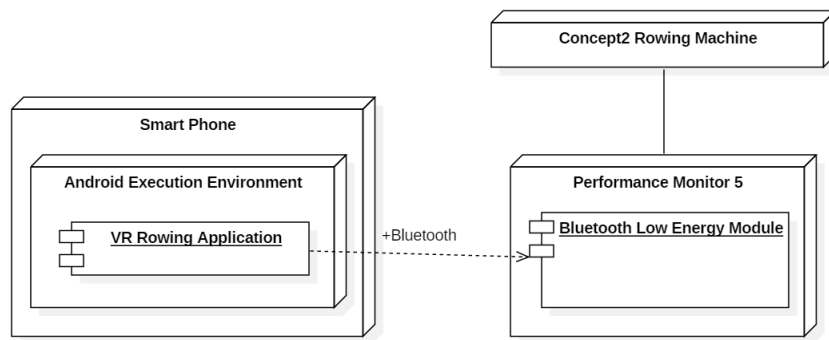 Concept2 Rowing Machine
Smart Phone
Android Execution Environment
VR Rowing Application
+Bluetooth
Performance Monitor 5
Bluetooth Low Energy Module